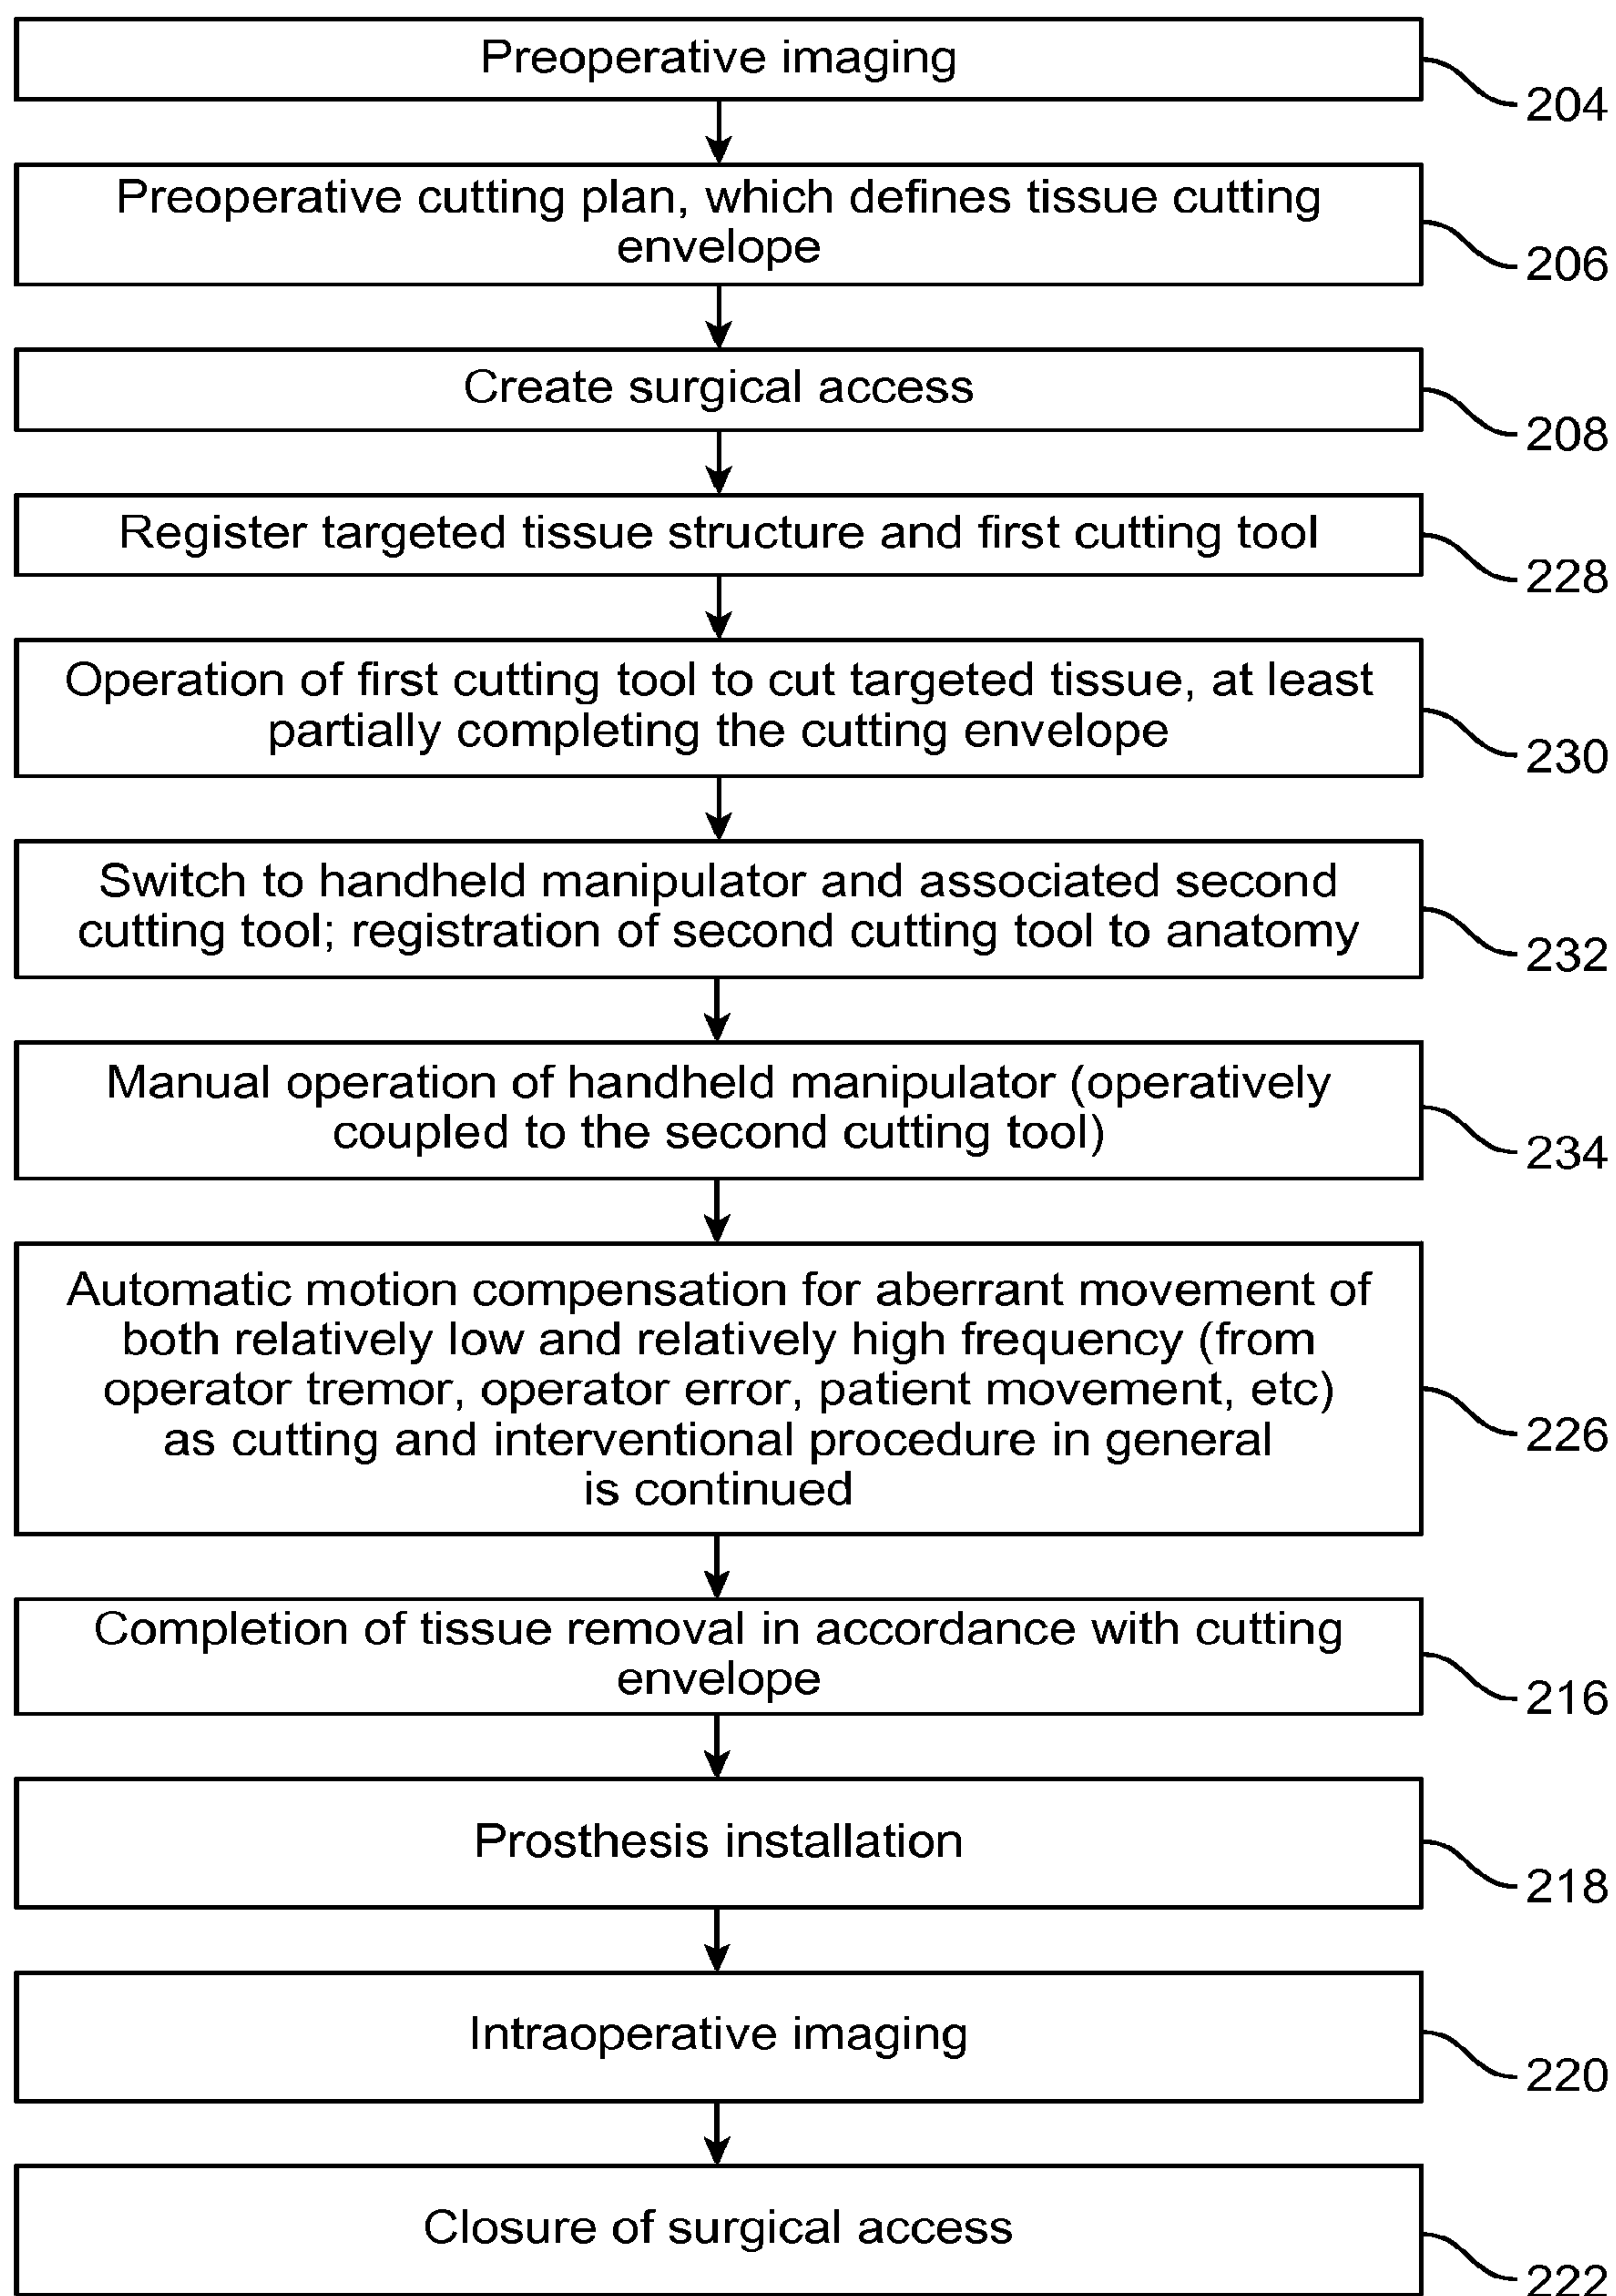 Preoperative imaging
204
Preoperative cutting plan, which defines tissue cutting
envelope
206
Create surgical access
208
Register targeted tissue structure and first cutting tool
228
Operation of first cutting tool to cut targeted tissue, at least
partially completing the cutting envelope
230
Switch to handheld manipulator and associated second
cutting tool; registration of second cutting tool to anatomy
232
Manual operation of handheld manipulator (operatively
coupled to the second cutting tool)
234
Automatic motion compensation for aberrant movement of
both relatively low and relatively high frequency (from
operator tremor, operator error, patient movement, etc)
as cutting and interventional procedure in general
is continued
226
Completion of tissue removal in accordance with cutting
envelope
216
Prosthesis installation
218
Intraoperative imaging
220
Closure of surgical access
222